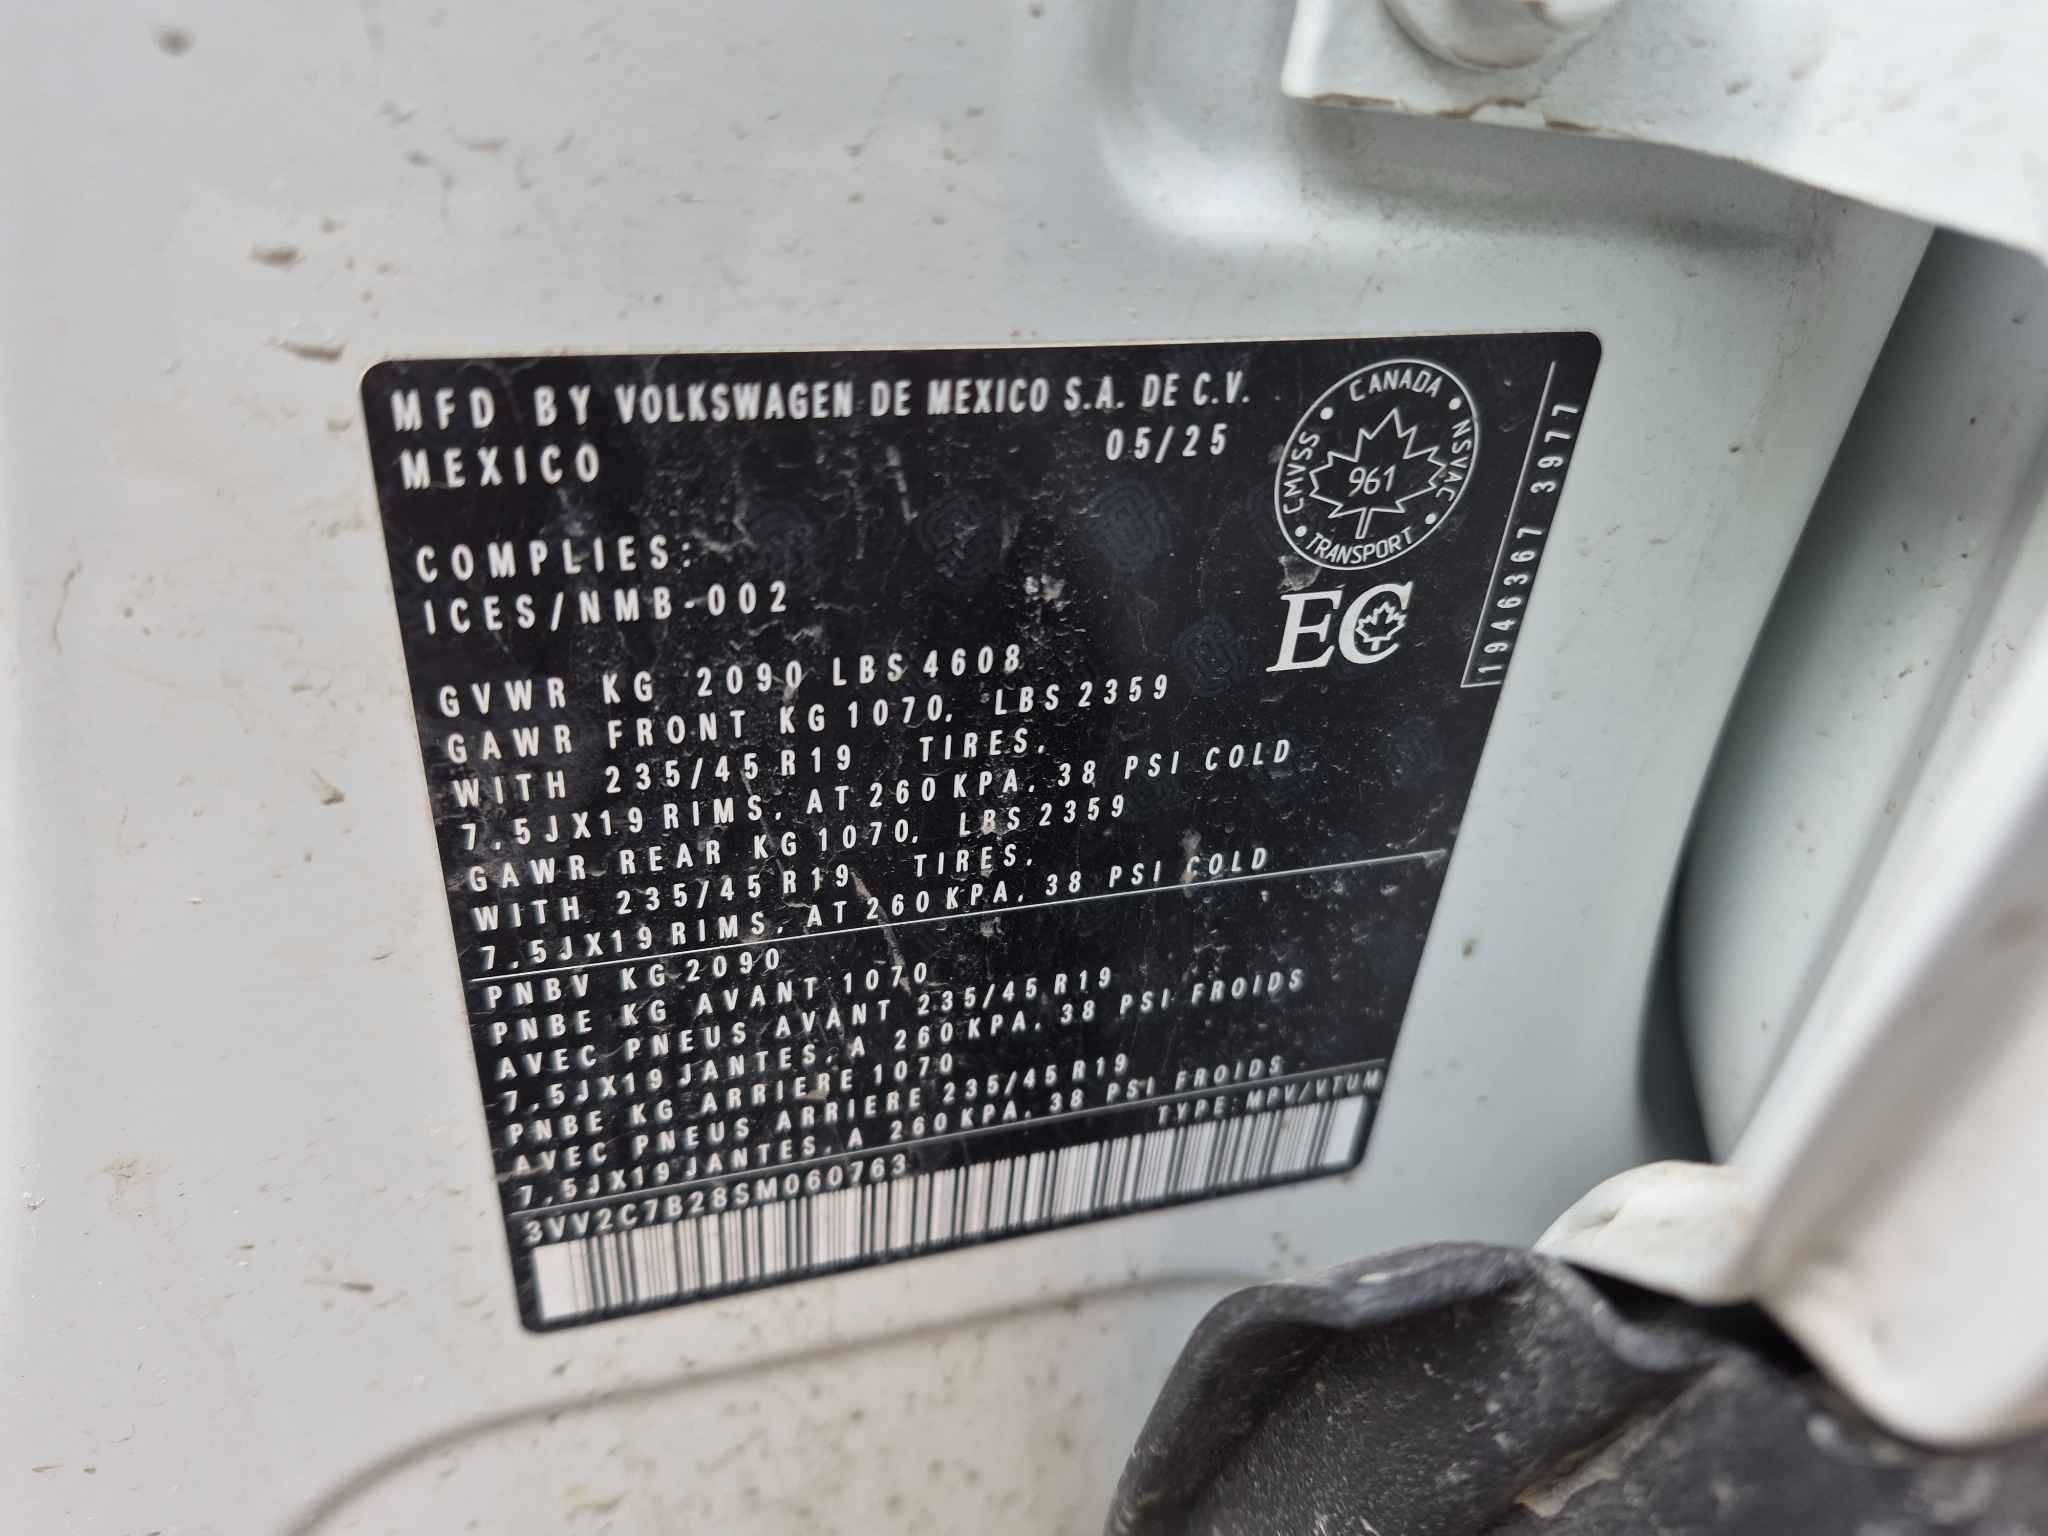 MFD BY VOLKSWAGEN DE MEXICO S.A. DE C.V.
MEXICO 05/25
COMPLIES:
ICES/NMB-002
GVWR KG 2090 LBS 4608
GAWR FRONT KG 1070, LBS 2359
WITH 235/45 R19 TIRES,
7,5JX19 RIMS, AT 260 KPA, 38 PSI COLD
GAWR REAR KG 1070, LBS 2359
WITH 235/45 R19 TIRES,
7,5JX19 RIMS, AT 260 KPA, 38 PSI COLD
PNBV KG 2090
PNBE KG AVANT 1070
AVEC PNEUS AVANT 235/45 R19
7,5JX19 JANTES, A 260 KPA, 38 PSI FROIDS
PNBE KG ARRIERE 1070
AVEC PNEUS ARRIERE 235/45 R19
7,5JX19 JANTES, A 260 KPA, 38 PSI FROIDS
3VV2C7B28SM060763 TYPE: MPV/VTUM
CANADA
CMVSS 961 NSVAC
TRANSPORT
EC
1946367 3977